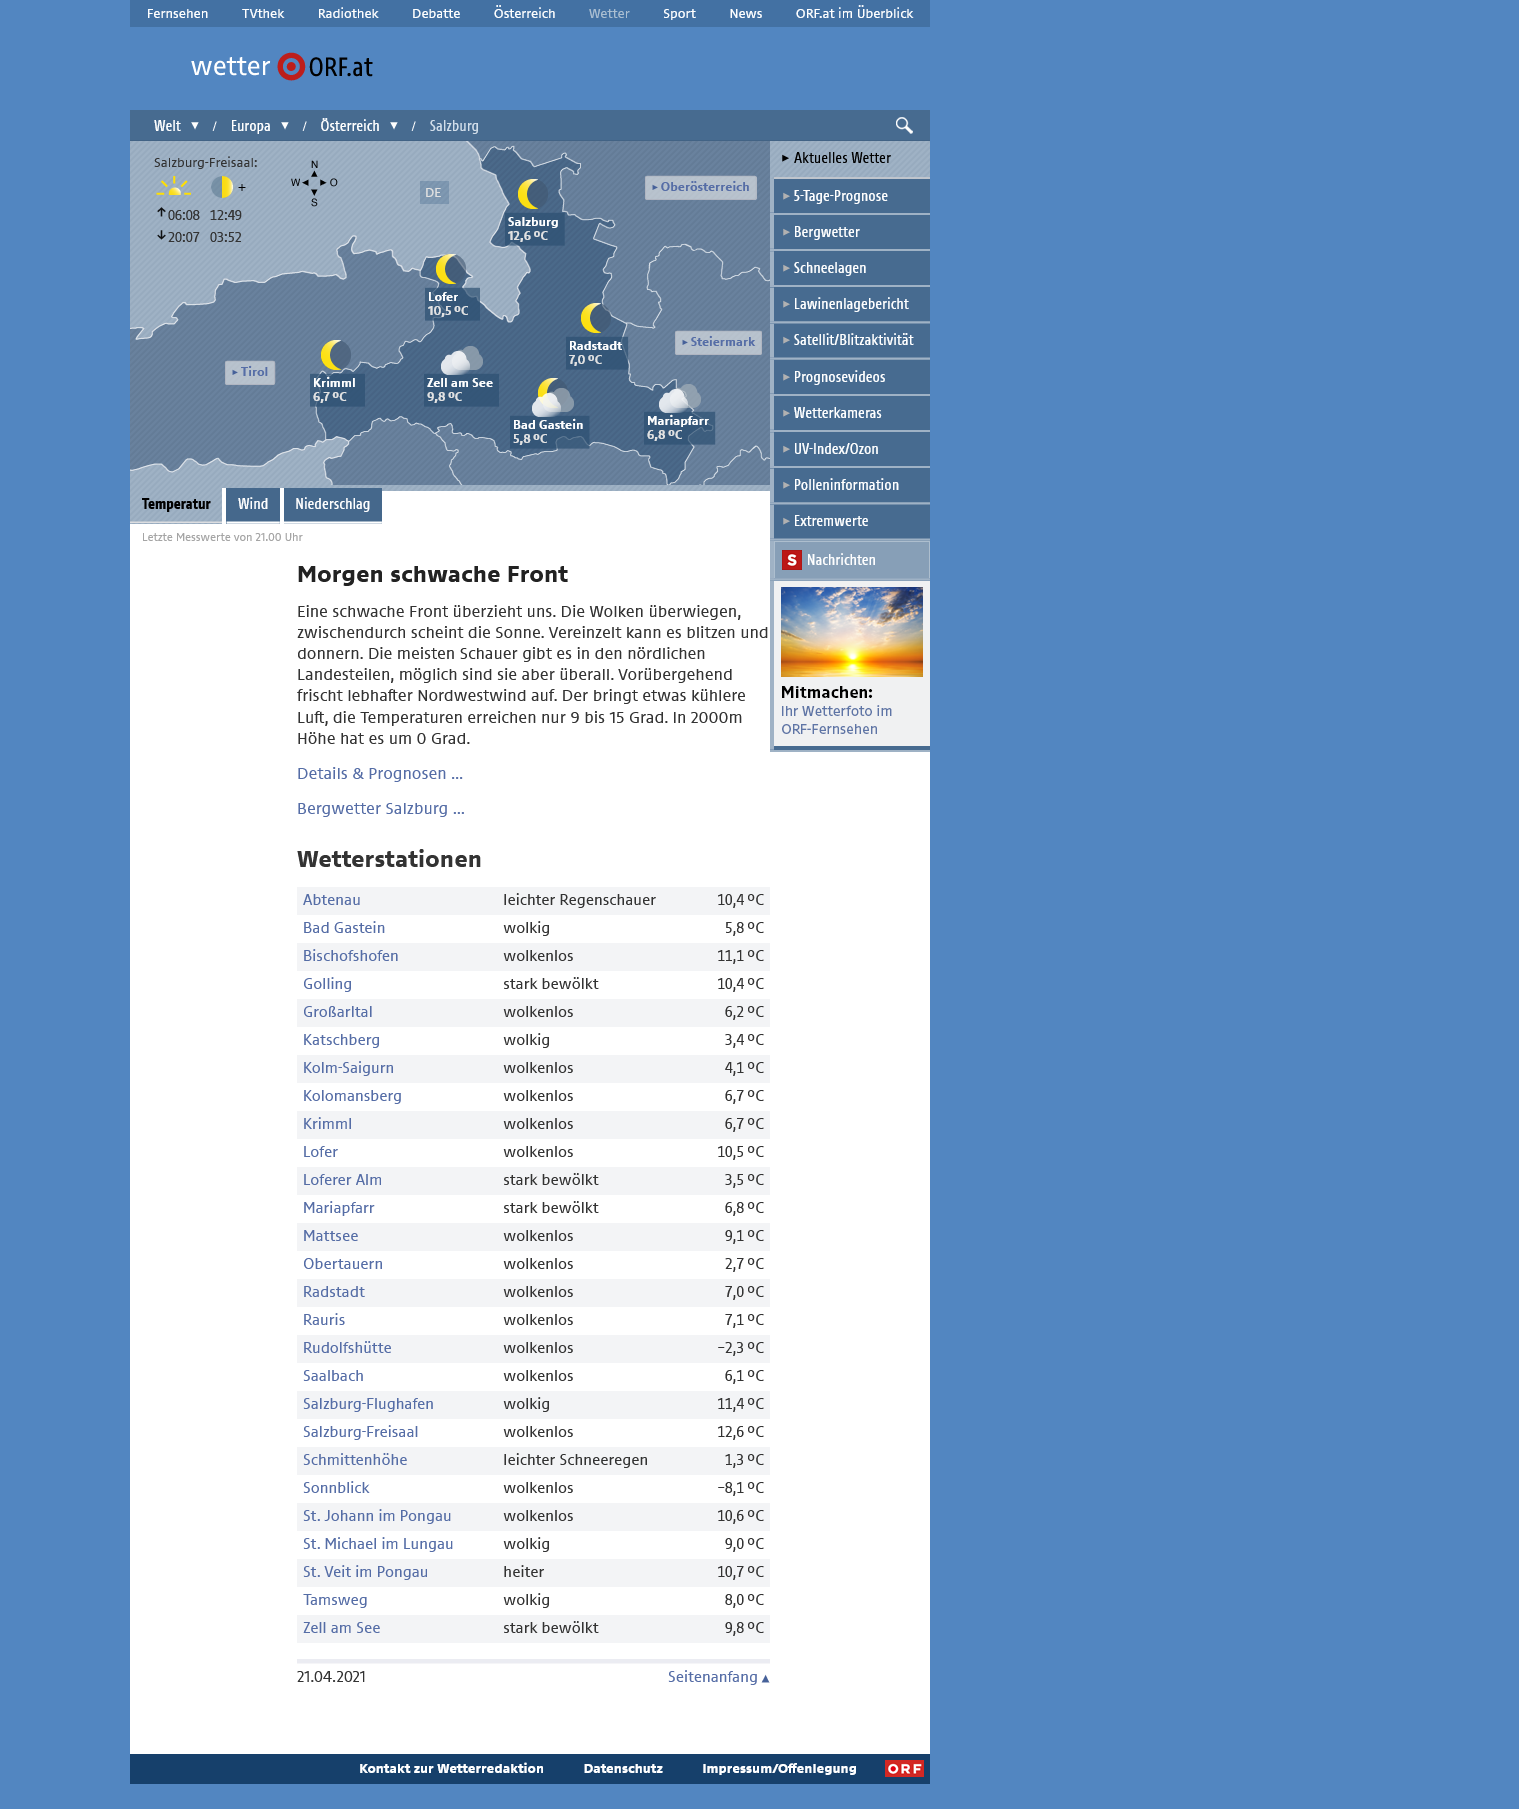 Fernsehen TVthek Radiothek Debatte Österreich Wetter Sport News ORF.at im Überblick
wetter ORF.at
Welt ▼ / Europa ▼ / Österreich ▼ / Salzburg
Salzburg-Freisaal:
+
↑06:08 12:49
↓20:07 03:52
N
W O
S
DE
▸ Oberösterreich
Salzburg
12,6 ºC
Lofer
10,5 ºC
Radstadt
7,0 ºC
▸ Steiermark
▸ Tirol
Krimml
6,7 ºC
Zell am See
9,8 ºC
Bad Gastein
5,8 ºC
Mariapfarr
6,8 ºC
Temperatur Wind Niederschlag
Letzte Messwerte von 21.00 Uhr
▸ Aktuelles Wetter
▸ 5-Tage-Prognose
▸ Bergwetter
▸ Schneelagen
▸ Lawinenlagebericht
▸ Satellit/Blitzaktivität
▸ Prognosevideos
▸ Wetterkameras
▸ UV-Index/Ozon
▸ Polleninformation
▸ Extremwerte
S Nachrichten
Mitmachen:
Ihr Wetterfoto im
ORF-Fernsehen
Morgen schwache Front
Eine schwache Front überzieht uns. Die Wolken überwiegen,
zwischendurch scheint die Sonne. Vereinzelt kann es blitzen und
donnern. Die meisten Schauer gibt es in den nördlichen
Landesteilen, möglich sind sie aber überall. Vorübergehend
frischt lebhafter Nordwestwind auf. Der bringt etwas kühlere
Luft, die Temperaturen erreichen nur 9 bis 15 Grad. In 2000m
Höhe hat es um 0 Grad.
Details & Prognosen ...
Bergwetter Salzburg ...
Wetterstationen
Abtenau leichter Regenschauer 10,4 ºC
Bad Gastein wolkig 5,8 ºC
Bischofshofen wolkenlos 11,1 ºC
Golling stark bewölkt 10,4 ºC
Großarltal wolkenlos 6,2 ºC
Katschberg wolkig 3,4 ºC
Kolm-Saigurn wolkenlos 4,1 ºC
Kolomansberg wolkenlos 6,7 ºC
Krimml wolkenlos 6,7 ºC
Lofer wolkenlos 10,5 ºC
Loferer Alm stark bewölkt 3,5 ºC
Mariapfarr stark bewölkt 6,8 ºC
Mattsee wolkenlos 9,1 ºC
Obertauern wolkenlos 2,7 ºC
Radstadt wolkenlos 7,0 ºC
Rauris wolkenlos 7,1 ºC
Rudolfshütte wolkenlos −2,3 ºC
Saalbach wolkenlos 6,1 ºC
Salzburg-Flughafen wolkig 11,4 ºC
Salzburg-Freisaal wolkenlos 12,6 ºC
Schmittenhöhe leichter Schneeregen 1,3 ºC
Sonnblick wolkenlos −8,1 ºC
St. Johann im Pongau wolkenlos 10,6 ºC
St. Michael im Lungau wolkig 9,0 ºC
St. Veit im Pongau heiter 10,7 ºC
Tamsweg wolkig 8,0 ºC
Zell am See stark bewölkt 9,8 ºC
21.04.2021 Seitenanfang ▴
Kontakt zur Wetterredaktion Datenschutz Impressum/Offenlegung ORF